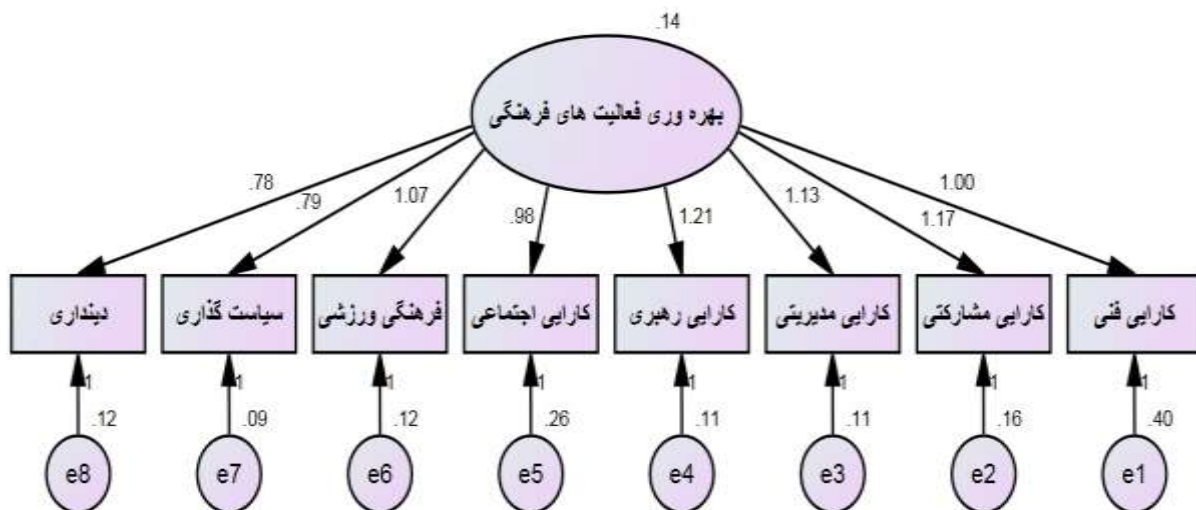 .14
بهره وری فعالیت های فرهنگی
1.00
1.17
1.13
1.21
.98
1.07
.79
.78
کارایی فنی
کارایی مشارکتی
کارایی مدیریتی
کارایی رهبری
کارایی اجتماعی
فرهنگی ورزشی
سیاست گذاری
دینداری
1
1
1
1
1
1
1
1
.40
.16
.11
.11
.26
.12
.09
.12
e1
e2
e3
e4
e5
e6
e7
e8